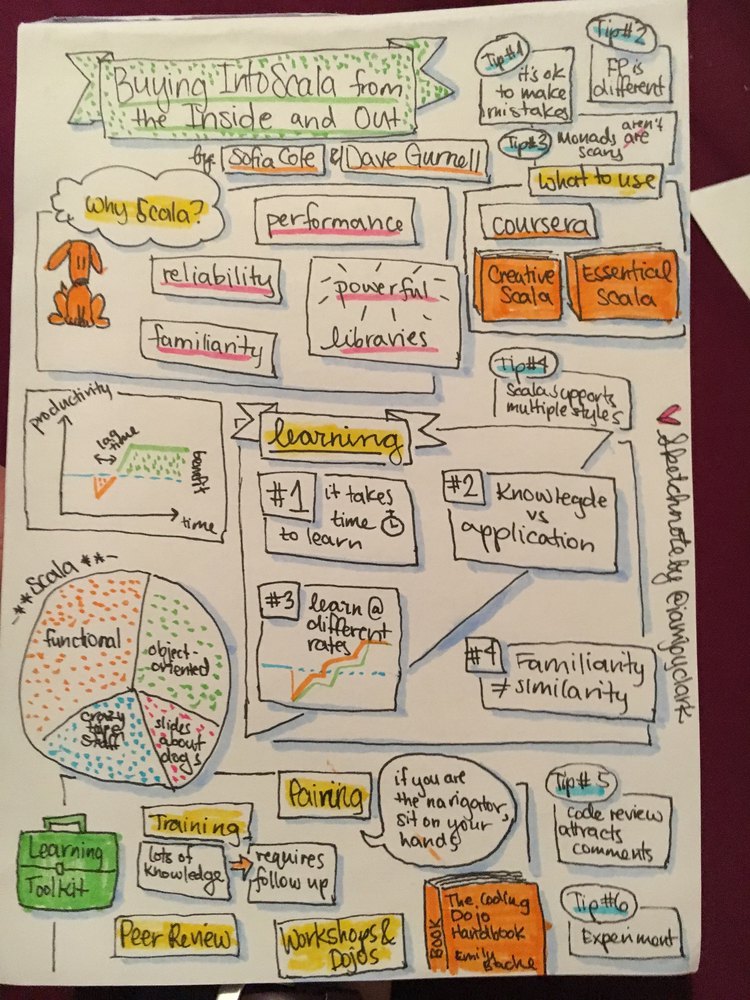 Buying Into Scala from
the Inside and Out
by Sofia Cole & Dave Gurnell
Tip#1
it's ok
to make
mistakes
Tip#2
FP is
different
Tip#3
Monads are
aren't
scary
Why Scala?
performance
reliability
powerful
libraries
familiarity
What to use
coursera
Creative
Scala
Essential
Scala
Tip#4
Scala supports
multiple styles
productivity
lag
time
benefit
time
learning
#1
it takes
time
to learn
#2
Knowlegde
vs
application
#3
learn @
different
rates
#4
Familiarity
≠ similarity
Sketchnote by @iamjoyclark
**Scala**
functional
object-
oriented
crazy
type
stuff
slides
about
dogs
Learning
Toolkit
Training
lots of
knowledge
requires
follow up
Pairing
if you are
the navigator,
sit on your
hands
Peer Review
Workshops &
Dojos
BOOK
The Coding
Dojo
Handbook
Emily
Bache
Tip#5
code review
attracts
comments
Tip#6
Experiment